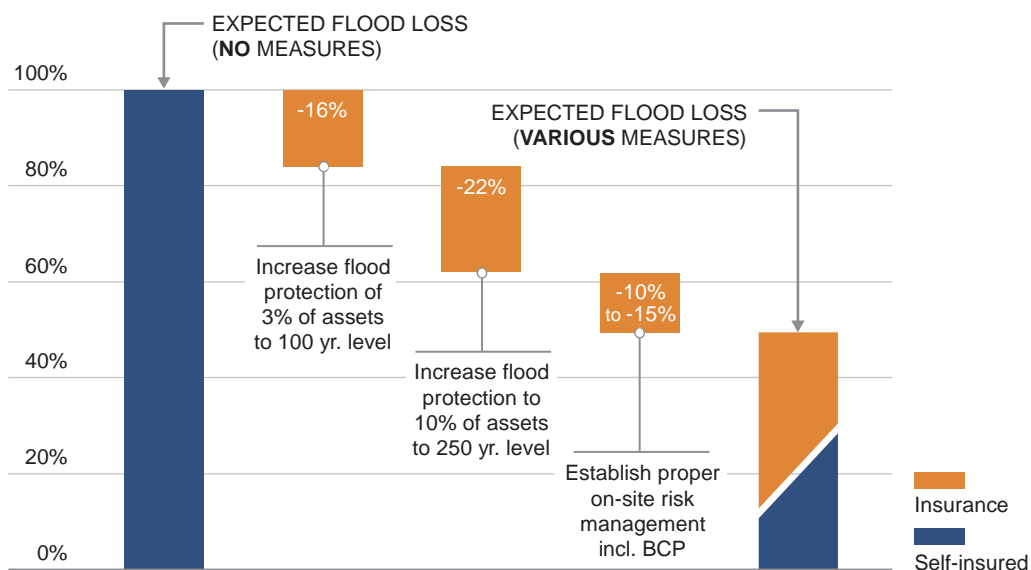 EXPECTED FLOOD LOSS
(NO MEASURES)
100%
-16%
EXPECTED FLOOD LOSS
(VARIOUS MEASURES)
80%
-22%
60%
Increase flood
protection of
3% of assets
to 100 yr. level
-10%
to -15%
40%
Increase flood
protection to
10% of assets
to 250 yr. level
20%
Establish proper
on-site risk
management
incl. BCP
Insurance
0%
Self-insured